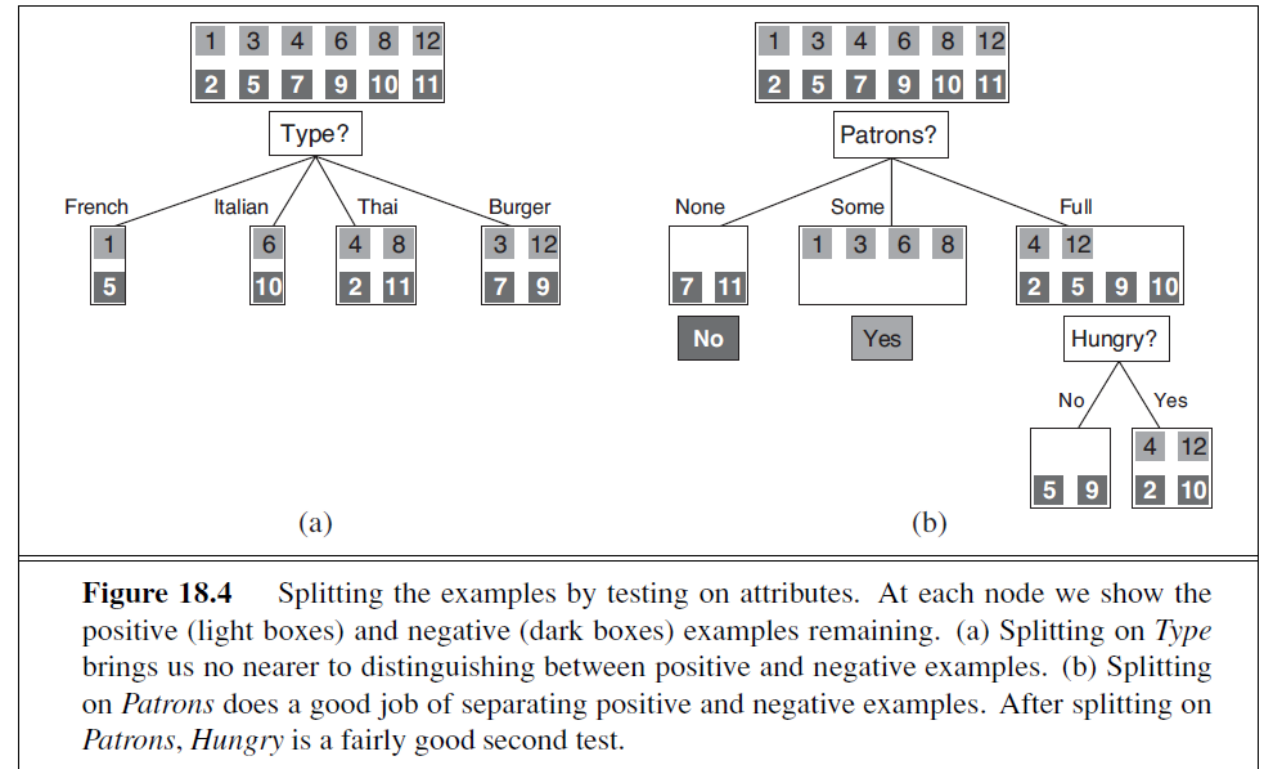 1 3 4 6 8 12
2 5 7 9 10 11
Type?
French Italian Thai Burger
1 6 4 8 3 12
5 10 2 11 7 9
(a)
1 3 4 6 8 12
2 5 7 9 10 11
Patrons?
None Some Full
1 3 6 8 4 12
7 11 2 5 9 10
No Yes Hungry?
No Yes
4 12
5 9 2 10
(b)
Figure 18.4 Splitting the examples by testing on attributes. At each node we show the
positive (light boxes) and negative (dark boxes) examples remaining. (a) Splitting on Type
brings us no nearer to distinguishing between positive and negative examples. (b) Splitting
on Patrons does a good job of separating positive and negative examples. After splitting on
Patrons, Hungry is a fairly good second test.